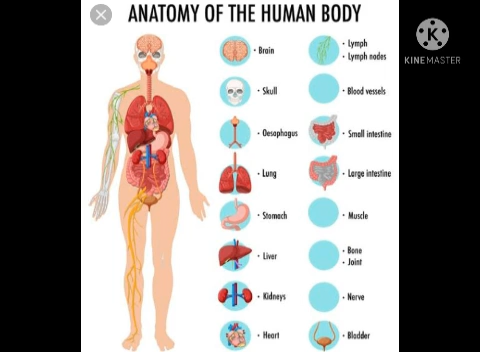 ANATOMY OF THE HUMAN BODY
KINEMASTER
• Brain
• Skull
• Oesophagus
• Lung
• Stomach
• Liver
• Kidneys
• Heart
• Lymph
• Lymph nodes
• Blood vessels
• Small intestine
• Large intestine
• Muscle
• Bone
• Joint
• Nerve
• Bladder